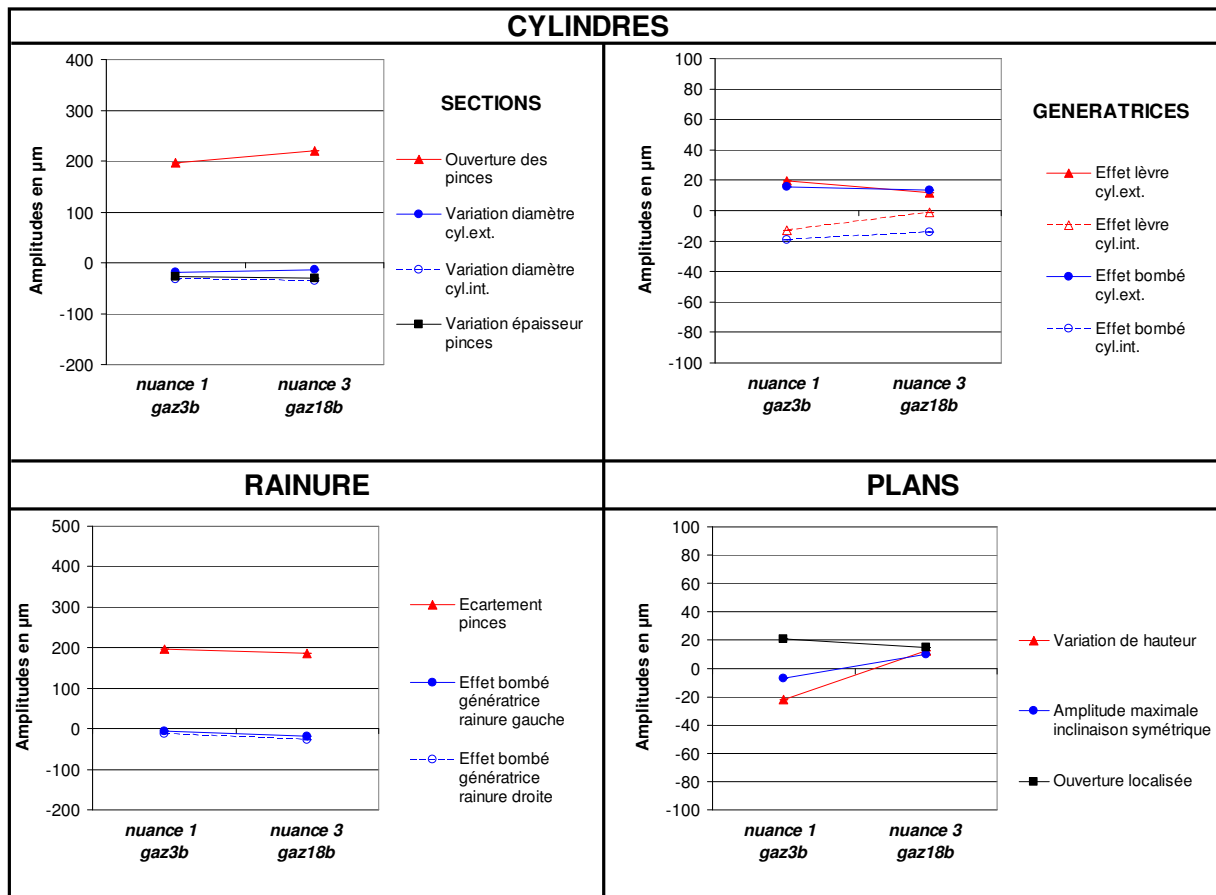 CYLINDRES
400
300
200
100
0
-100
-200
Amplitudes en µm
nuance 1
gaz3b
nuance 3
gaz18b
SECTIONS
Ouverture des
pinces
Variation diamètre
cyl.ext.
Variation diamètre
cyl.int.
Variation épaisseur
pinces
100
80
60
40
20
0
-20
-40
-60
-80
-100
Amplitudes en µm
nuance 1
gaz3b
nuance 3
gaz18b
GENERATRICES
Effet lèvre
cyl.ext.
Effet lèvre
cyl.int.
Effet bombé
cyl.ext.
Effet bombé
cyl.int.
RAINURE
500
400
300
200
100
0
-100
-200
Amplitudes en µm
nuance 1
gaz3b
nuance 3
gaz18b
Ecartement
pinces
Effet bombé
génératrice
rainure gauche
Effet bombé
génératrice
rainure droite
PLANS
100
80
60
40
20
0
-20
-40
-60
-80
-100
Amplitudes en µm
nuance 1
gaz3b
nuance 3
gaz18b
Variation de hauteur
Amplitude maximale
inclinaison symétrique
Ouverture localisée